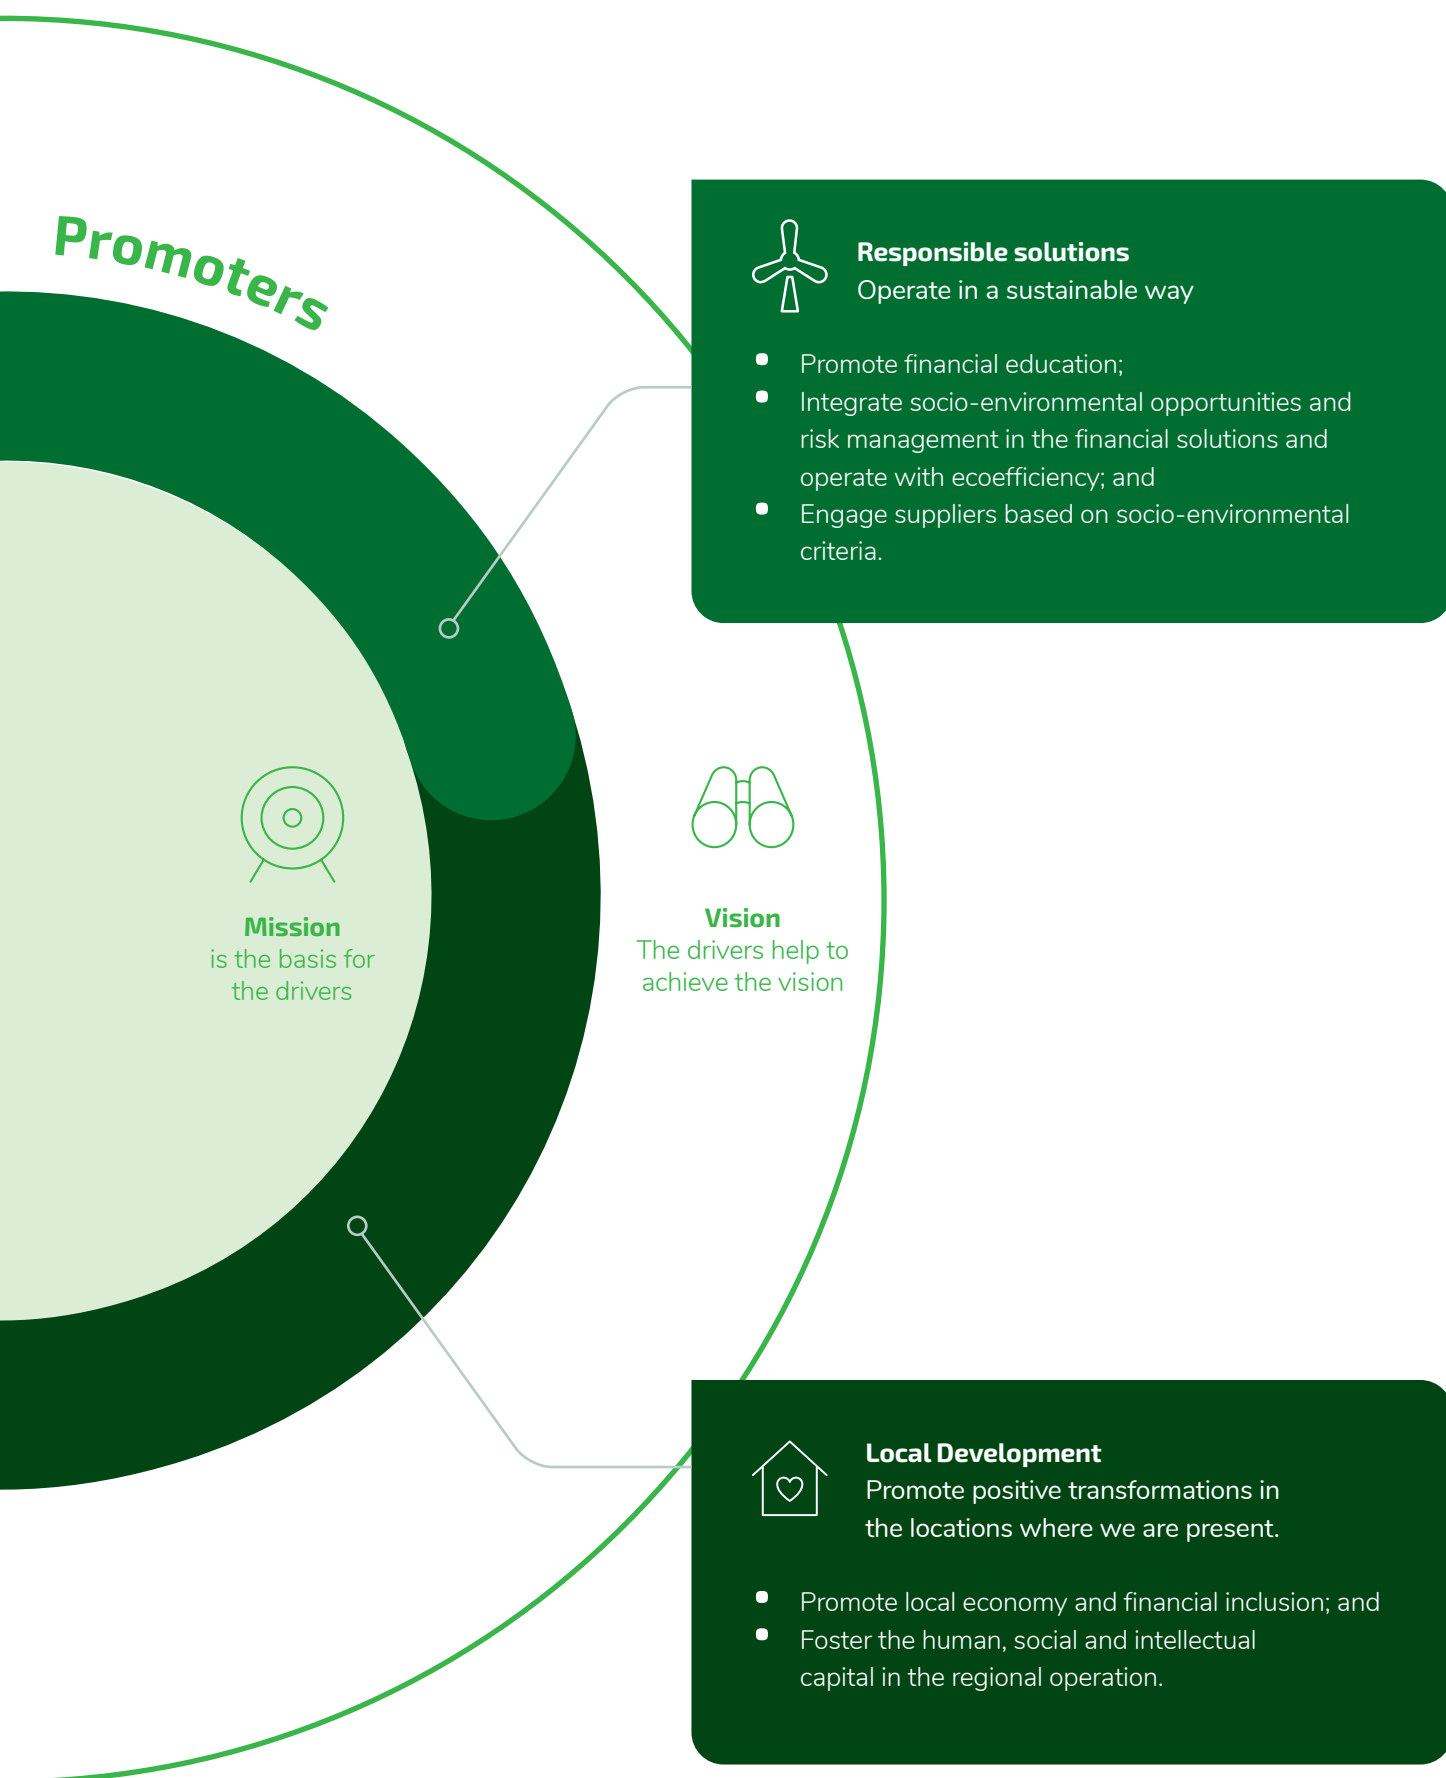 Promoters
Responsible solutions
Operate in a sustainable way
Promote financial education;
Integrate socio-environmental opportunities and
risk management in the financial solutions and
operate with ecoefficiency; and
Engage suppliers based on socio-environmental
criteria.
Mission
is the basis for
the drivers
Vision
The drivers help to
achieve the vision
Local Development
Promote positive transformations in
the locations where we are present.
Promote local economy and financial inclusion; and
Foster the human, social and intellectual
capital in the regional operation.